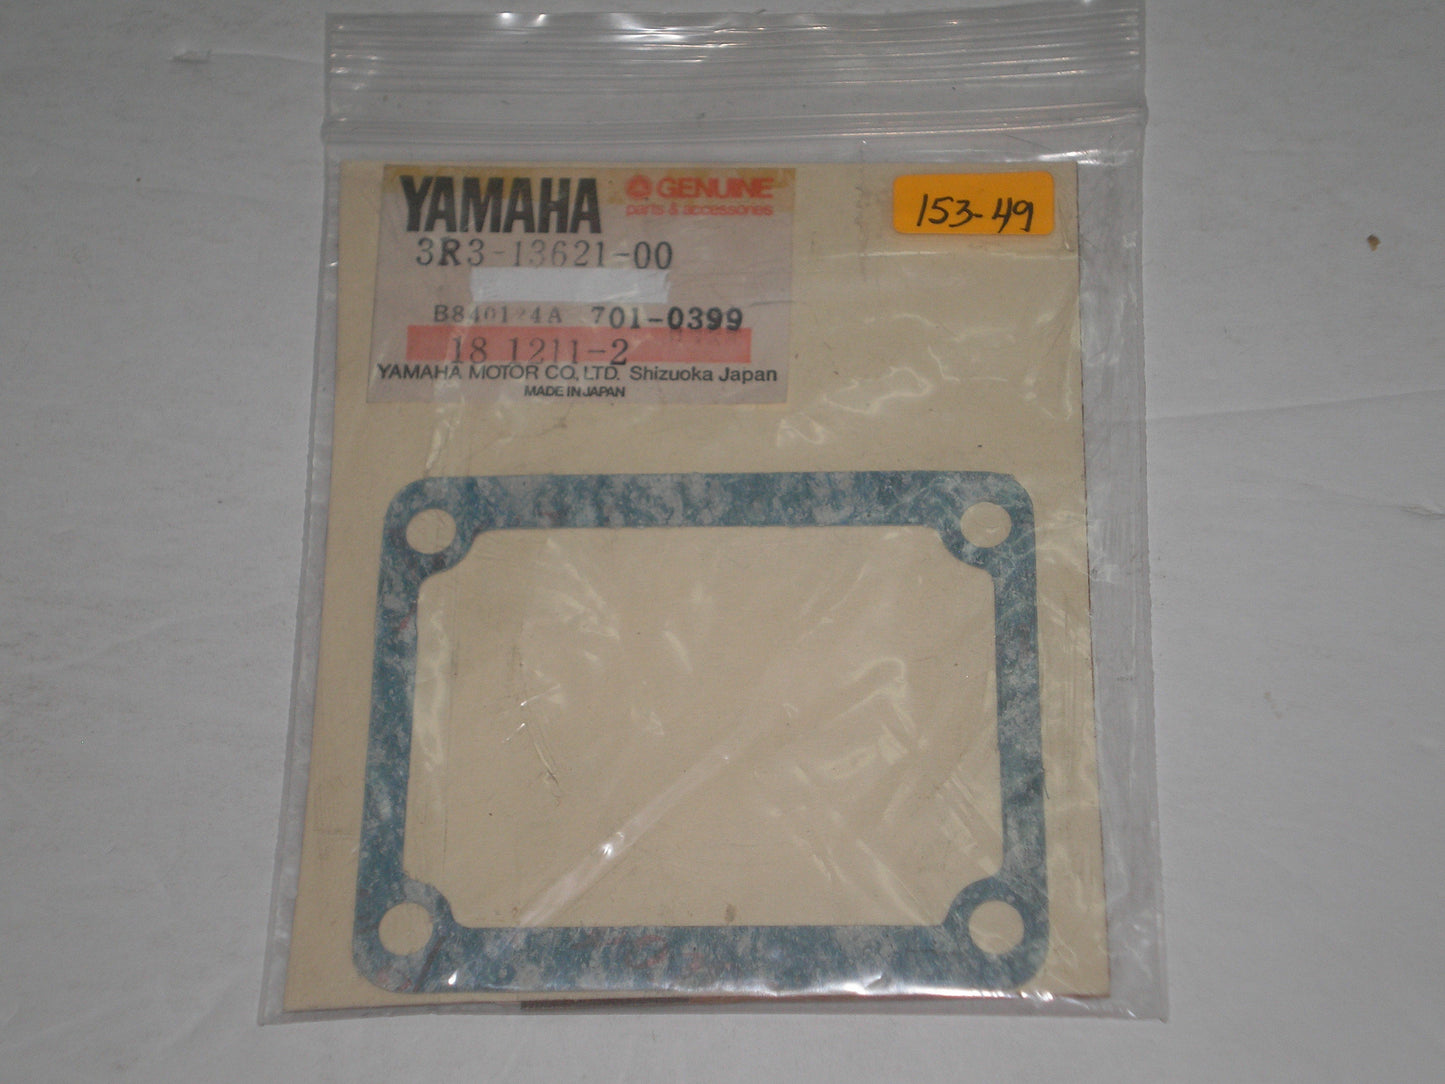 YAMAHA GENUINE
parts & accessories
153-49
3R3-13621-00
701-0399
18 1211-2
YAMAHA MOTOR CO., LTD. Shizuoka Japan
MADE IN JAPAN